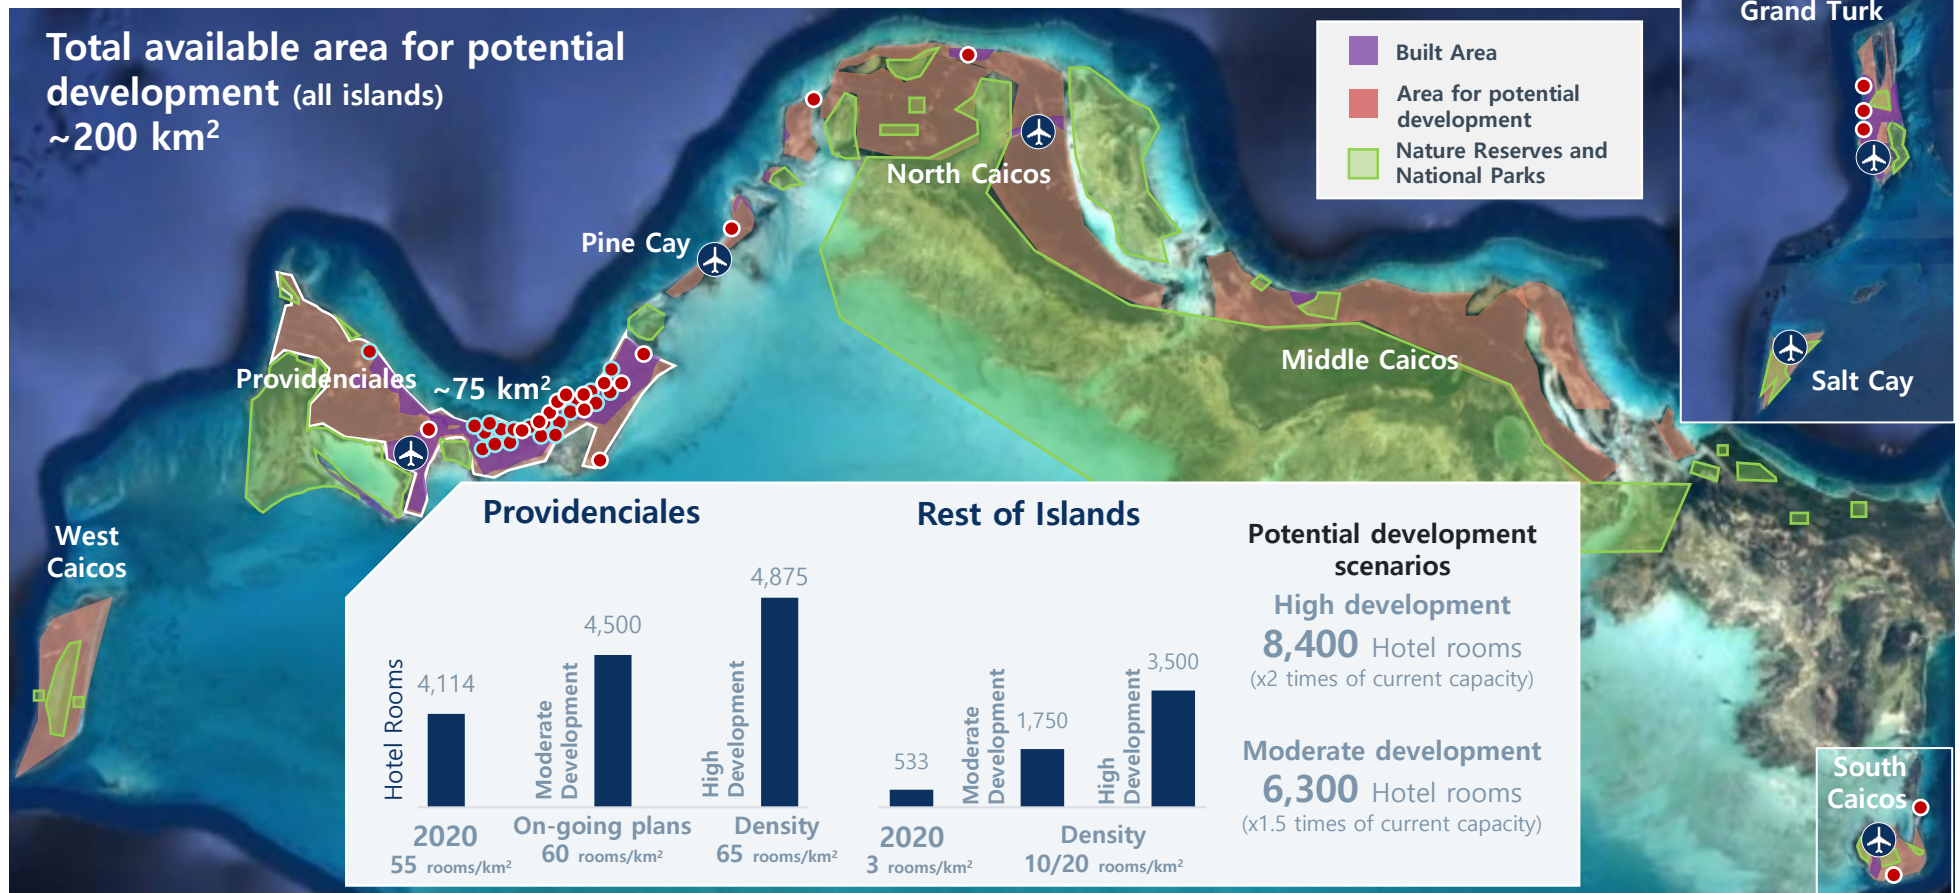 Total available area for potential
development (all islands)
~200 km²
Built Area
Area for potential
development
Nature Reserves and
National Parks
Grand Turk
North Caicos
Pine Cay
Providenciales
~75 km²
Middle Caicos
Salt Cay
West
Caicos
South
Caicos
Providenciales
Hotel Rooms
4,114
Moderate
Development
4,500
High
Development
4,875
2020
55 rooms/km²
On-going plans
60 rooms/km²
Density
65 rooms/km²
Rest of Islands
533
Moderate
Development
1,750
High
Development
3,500
2020
3 rooms/km²
Density
10/20 rooms/km²
Potential development
scenarios
High development
8,400 Hotel rooms
(x2 times of current capacity)
Moderate development
6,300 Hotel rooms
(x1.5 times of current capacity)